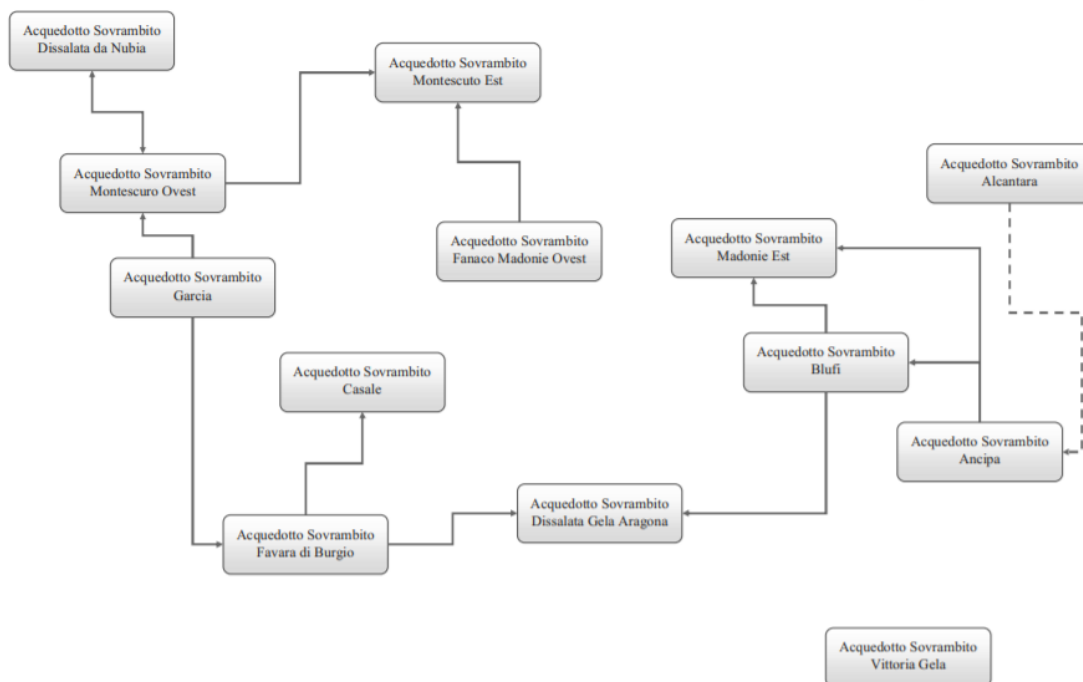 Acquedotto Sovrambito
Dissalata da Nubia
Acquedotto Sovrambito
Montescuto Est
Acquedotto Sovrambito
Montescuro Ovest
Acquedotto Sovrambito
Alcantara
Acquedotto Sovrambito
Fanaco Madonie Ovest
Acquedotto Sovrambito
Madonie Est
Acquedotto Sovrambito
Garcia
Acquedotto Sovrambito
Blufi
Acquedotto Sovrambito
Casale
Acquedotto Sovrambito
Ancipa
Acquedotto Sovrambito
Dissalata Gela Aragona
Acquedotto Sovrambito
Favara di Burgio
Acquedotto Sovrambito
Vittoria Gela